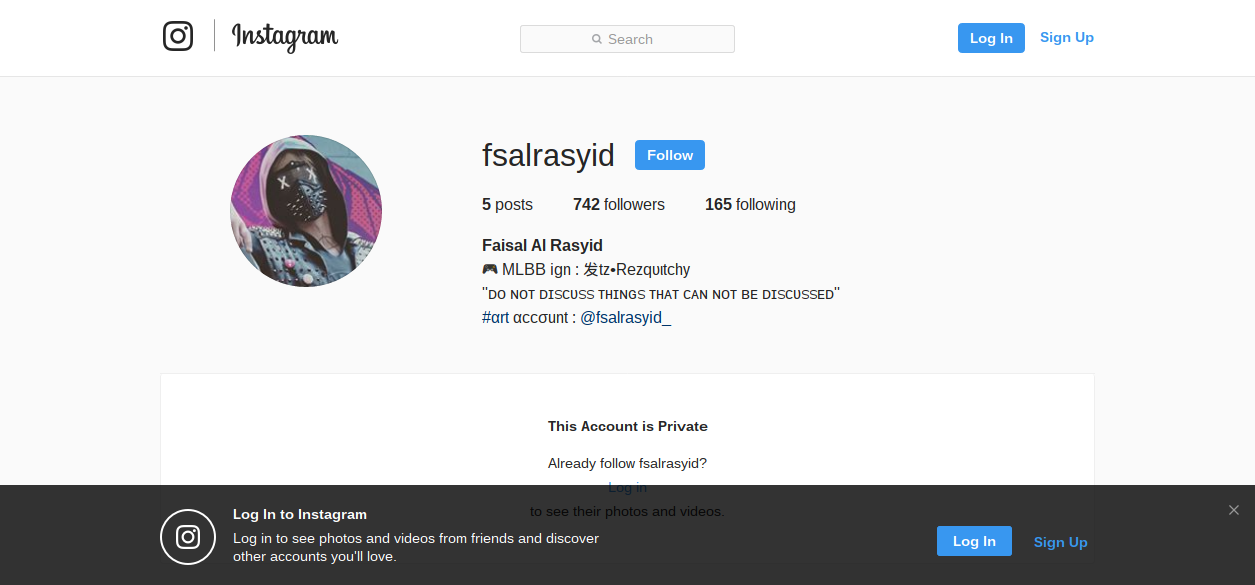 Instagram
Search
Log In
Sign Up
fsalrasyid
Follow
5 posts
742 followers
165 following
Faisal Al Rasyid
🎮 MLBB ign : 发tz•Rezqυιtchy
"ᴅᴏ ɴᴏᴛ ᴅɪsᴄᴜss ᴛʜɪɴɢs ᴛʜᴀᴛ ᴄᴀɴ ɴᴏᴛ ʙᴇ ᴅɪsᴄᴜssᴇᴅ"
#αrt αccσunt : @fsalrasyid_
This Account is Private
Already follow fsalrasyid?
Log in
to see their photos and videos.
Log In to Instagram
Log in to see photos and videos from friends and discover
other accounts you'll love.
Log In
Sign Up